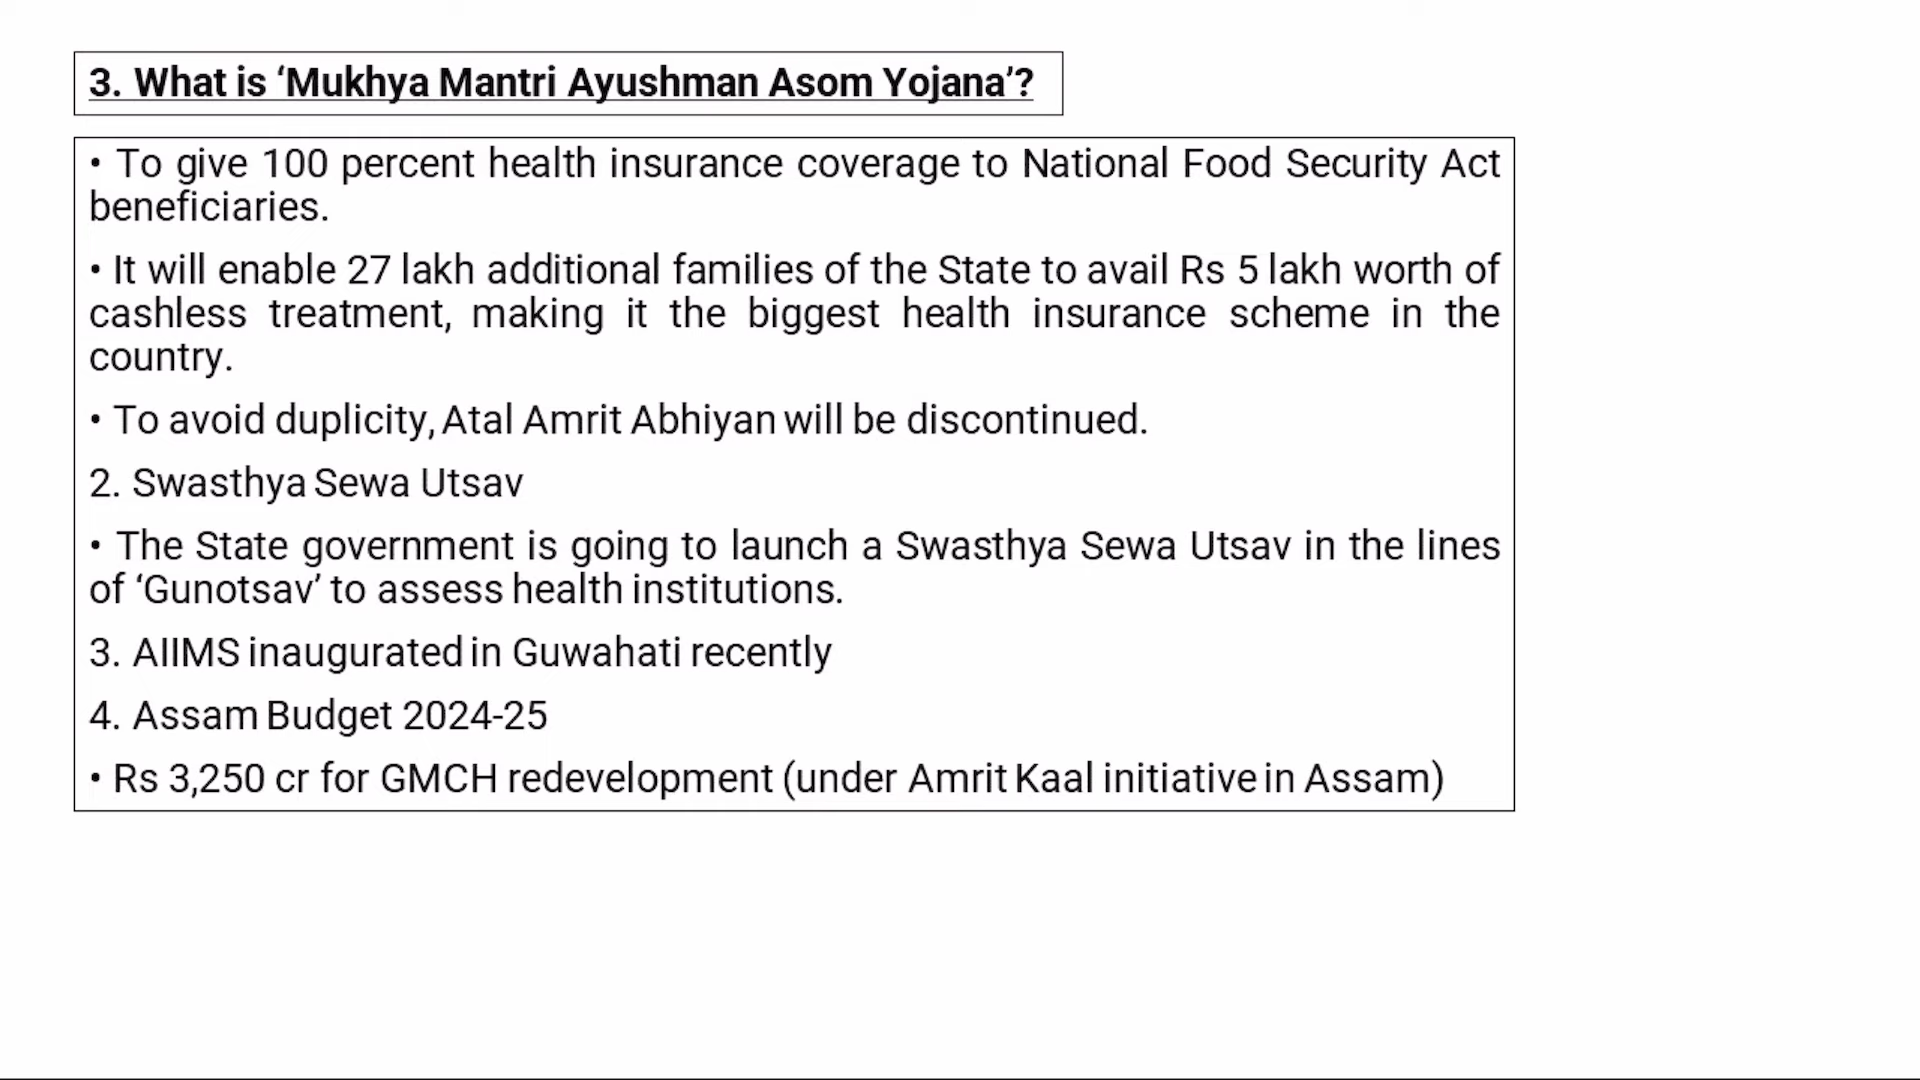 3. What is ‘Mukhya Mantri Ayushman Asom Yojana’?
• To give 100 percent health insurance coverage to National Food Security Act
beneficiaries.
• It will enable 27 lakh additional families of the State to avail Rs 5 lakh worth of
cashless treatment, making it the biggest health insurance scheme in the
country.
• To avoid duplicity, Atal Amrit Abhiyan will be discontinued.
2. Swasthya Sewa Utsav
• The State government is going to launch a Swasthya Sewa Utsav in the lines
of ‘Gunotsav’ to assess health institutions.
3. AIIMS inaugurated in Guwahati recently
4. Assam Budget 2024-25
• Rs 3,250 cr for GMCH redevelopment (under Amrit Kaal initiative in Assam)